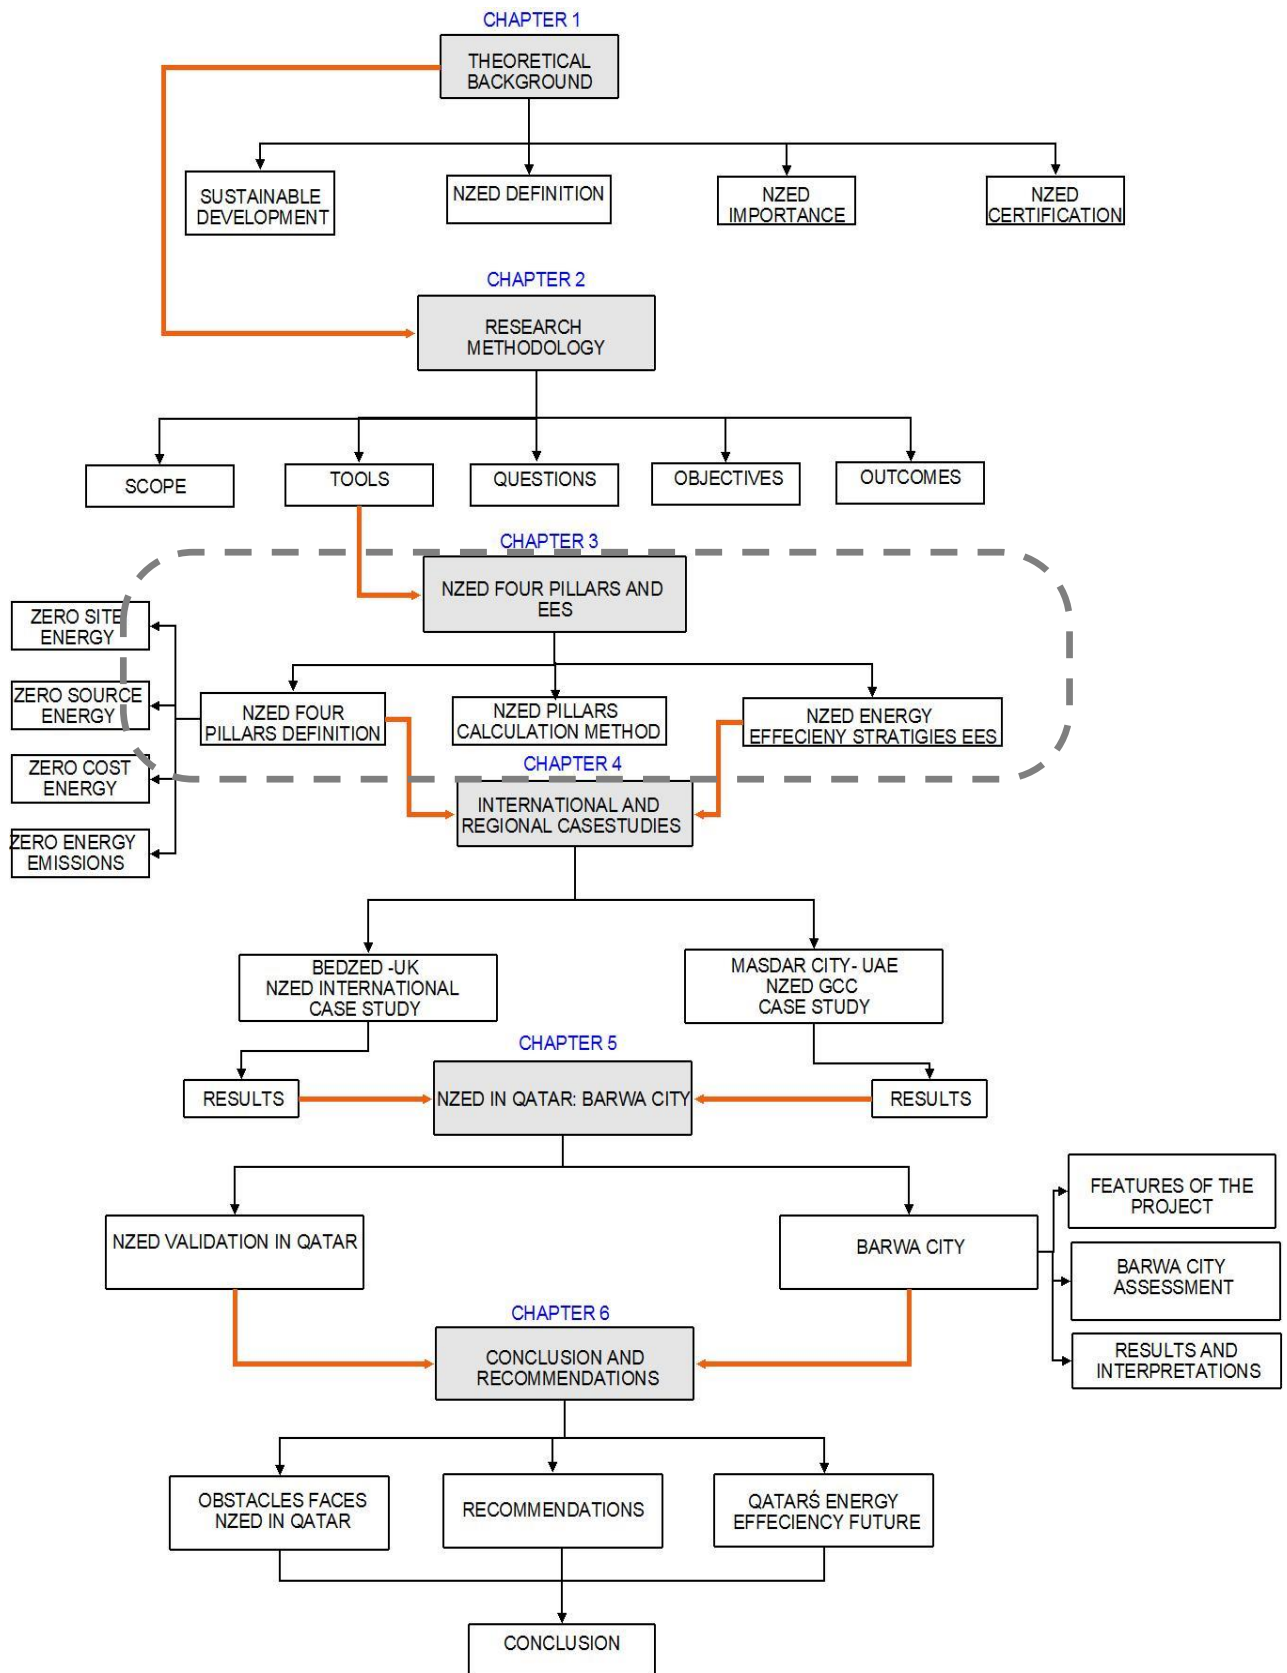 CHAPTER 1
THEORETICAL
BACKGROUND
SUSTAINABLE
DEVELOPMENT
NZED DEFINITION
NZED
IMPORTANCE
NZED
CERTIFICATION
CHAPTER 2
RESEARCH
METHODOLOGY
SCOPE
TOOLS
QUESTIONS
OBJECTIVES
OUTCOMES
CHAPTER 3
NZED FOUR PILLARS AND
EES
ZERO SITE
ENERGY
ZERO SOURCE
ENERGY
ZERO COST
ENERGY
ZERO ENERGY
EMISSIONS
NZED FOUR
PILLARS DEFINITION
NZED PILLARS
CALCULATION METHOD
NZED ENERGY
EFFECIENY STRATIGIES EES
CHAPTER 4
INTERNATIONAL AND
REGIONAL CASESTUDIES
BEDZED -UK
NZED INTERNATIONAL
CASE STUDY
MASDAR CITY- UAE
NZED GCC
CASE STUDY
CHAPTER 5
RESULTS
NZED IN QATAR: BARWA CITY
RESULTS
NZED VALIDATION IN QATAR
BARWA CITY
FEATURES OF THE
PROJECT
BARWA CITY
ASSESSMENT
RESULTS AND
INTERPRETATIONS
CHAPTER 6
CONCLUSION AND
RECOMMENDATIONS
OBSTACLES FACES
NZED IN QATAR
RECOMMENDATIONS
QATAR'S ENERGY
EFFECIENCY FUTURE
CONCLUSION